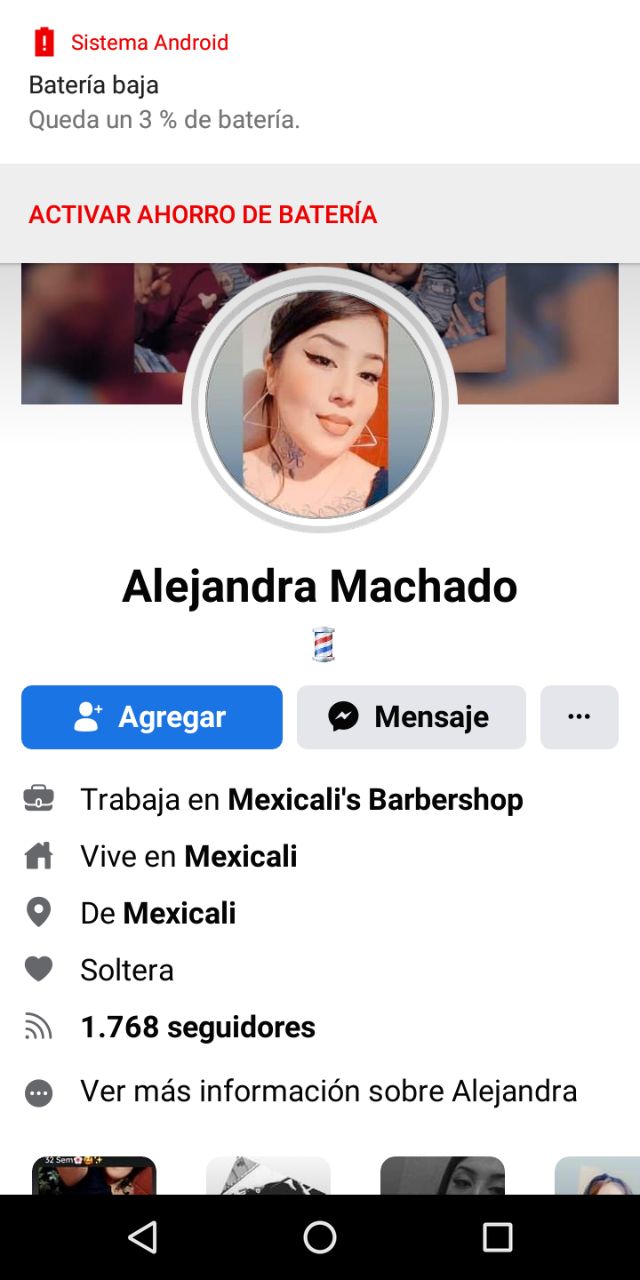 Sistema Android
Batería baja
Queda un 3 % de batería.
ACTIVAR AHORRO DE BATERÍA
Alejandra Machado
Agregar
Mensaje
Trabaja en Mexicali's Barbershop
Vive en Mexicali
De Mexicali
Soltera
1.768 seguidores
Ver más información sobre Alejandra
32 Sem🌸🥰✨